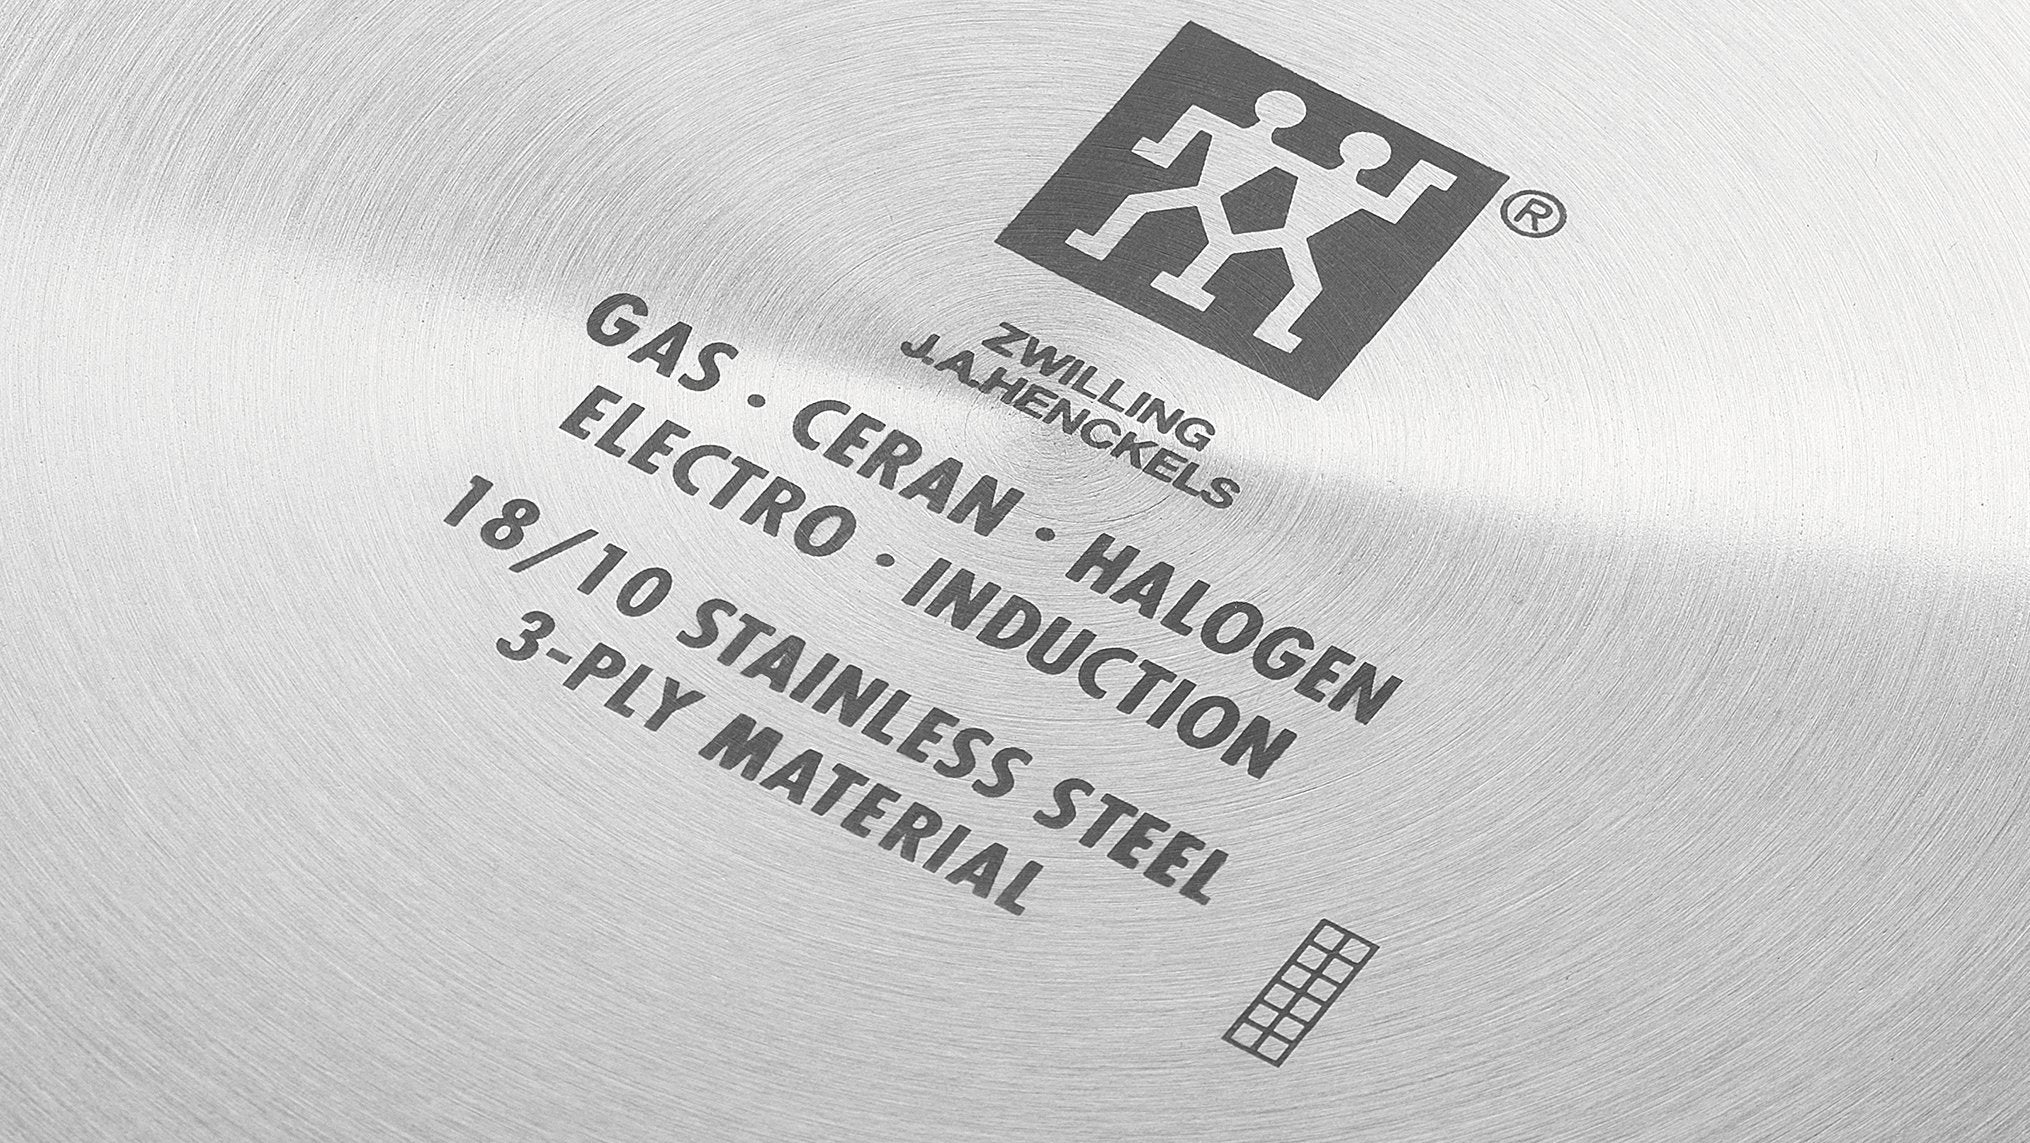 ®
ZWILLING
J.A.HENCKELS
GAS · CERAN · HALOGEN
ELECTRO · INDUCTION
18/10 STAINLESS STEEL
3-PLY MATERIAL